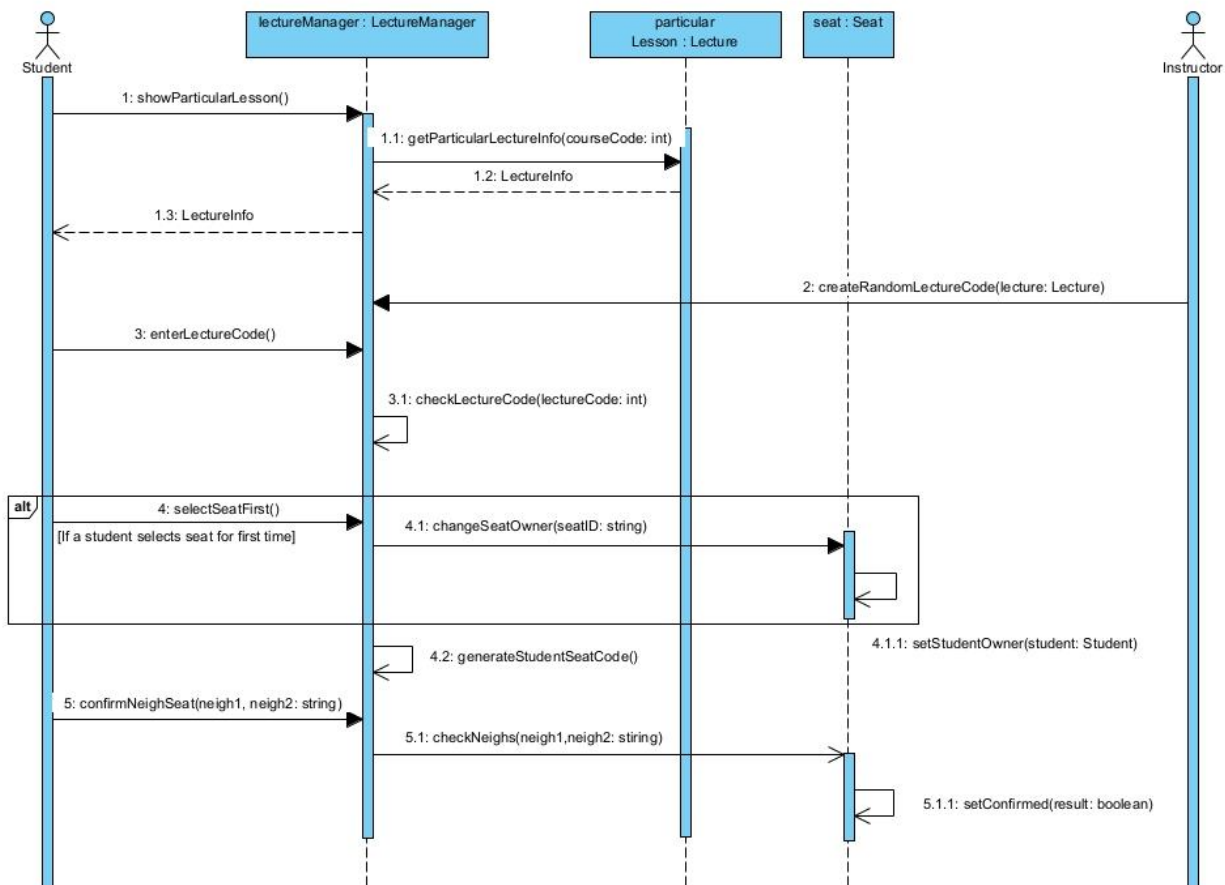 lectureManager : LectureManager
particular
Lesson : Lecture
seat : Seat
Student
Instructor
1: showParticularLesson()
1.1: getParticularLectureInfo(courseCode: int)
1.2: LectureInfo
1.3: LectureInfo
2: createRandomLectureCode(lecture: Lecture)
3: enterLectureCode()
3.1: checkLectureCode(lectureCode: int)
alt
4: selectSeatFirst()
[If a student selects seat for first time]
4.1: changeSeatOwner(seatID: string)
4.1.1: setStudentOwner(student: Student)
4.2: generateStudentSeatCode()
5: confirmNeighSeat(neigh1, neigh2: string)
5.1: checkNeighs(neigh1,neigh2: stiring)
5.1.1: setConfirmed(result: boolean)